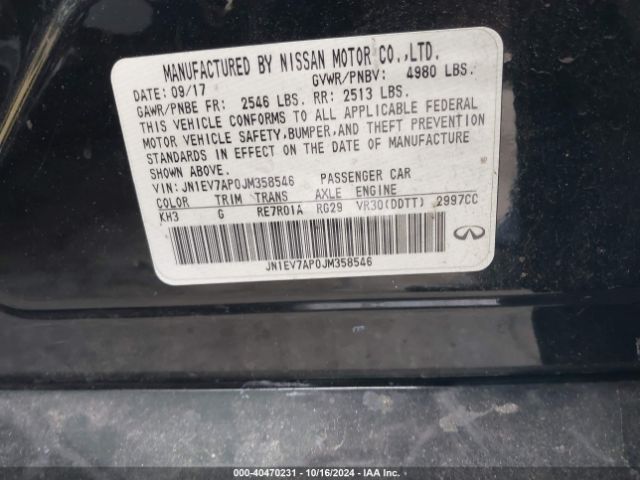 MANUFACTURED BY NISSAN MOTOR CO.,LTD.
DATE: 09/17 GVWR/PNBV: 4980 LBS.
GAWR/PNBE FR: 2546 LBS. RR: 2513 LBS.
THIS VEHICLE CONFORMS TO ALL APPLICABLE FEDERAL
MOTOR VEHICLE SAFETY,BUMPER,AND THEFT PREVENTION
STANDARDS IN EFFECT ON THE DATE OF MANUFACTURE
SHOWN ABOVE.
VIN: JN1EV7AP0JM358546 PASSENGER CAR
COLOR TRIM TRANS AXLE ENGINE
KH3 G RE7R01A RG29 VR30(DDTT) 2997CC
JN1EV7AP0JM358546
000-40470231 - 10/16/2024 - IAA Inc.